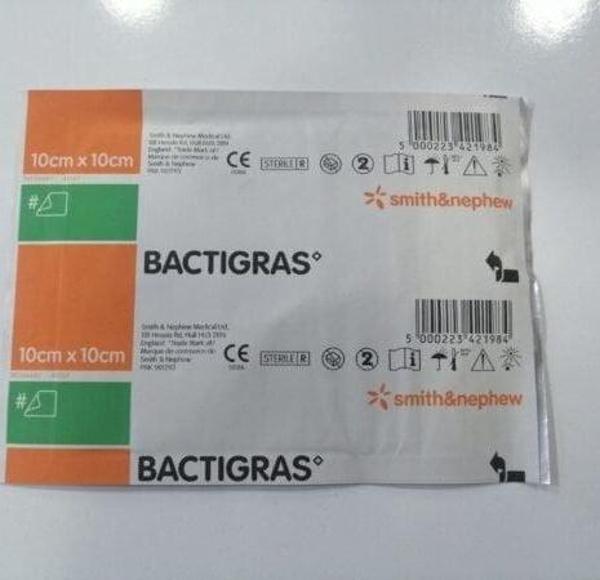 5 000223 421984
Smith & Nephew Medical Ltd,
101 Hessle Rd, Hull HU3 2BN
England. *Trade Mark of/
Marque de commerce de
Smith & Nephew
10cm x 10cm
CE
STERILE R
2
i
#
smith&nephew
BACTIGRAS◊
5 000223 421984
Smith & Nephew Medical Ltd,
101 Hessle Rd, Hull HU3 2BN
England. *Trade Mark of/
Marque de commerce de
Smith & Nephew
10cm x 10cm
CE
STERILE R
2
i
#
smith&nephew
BACTIGRAS◊